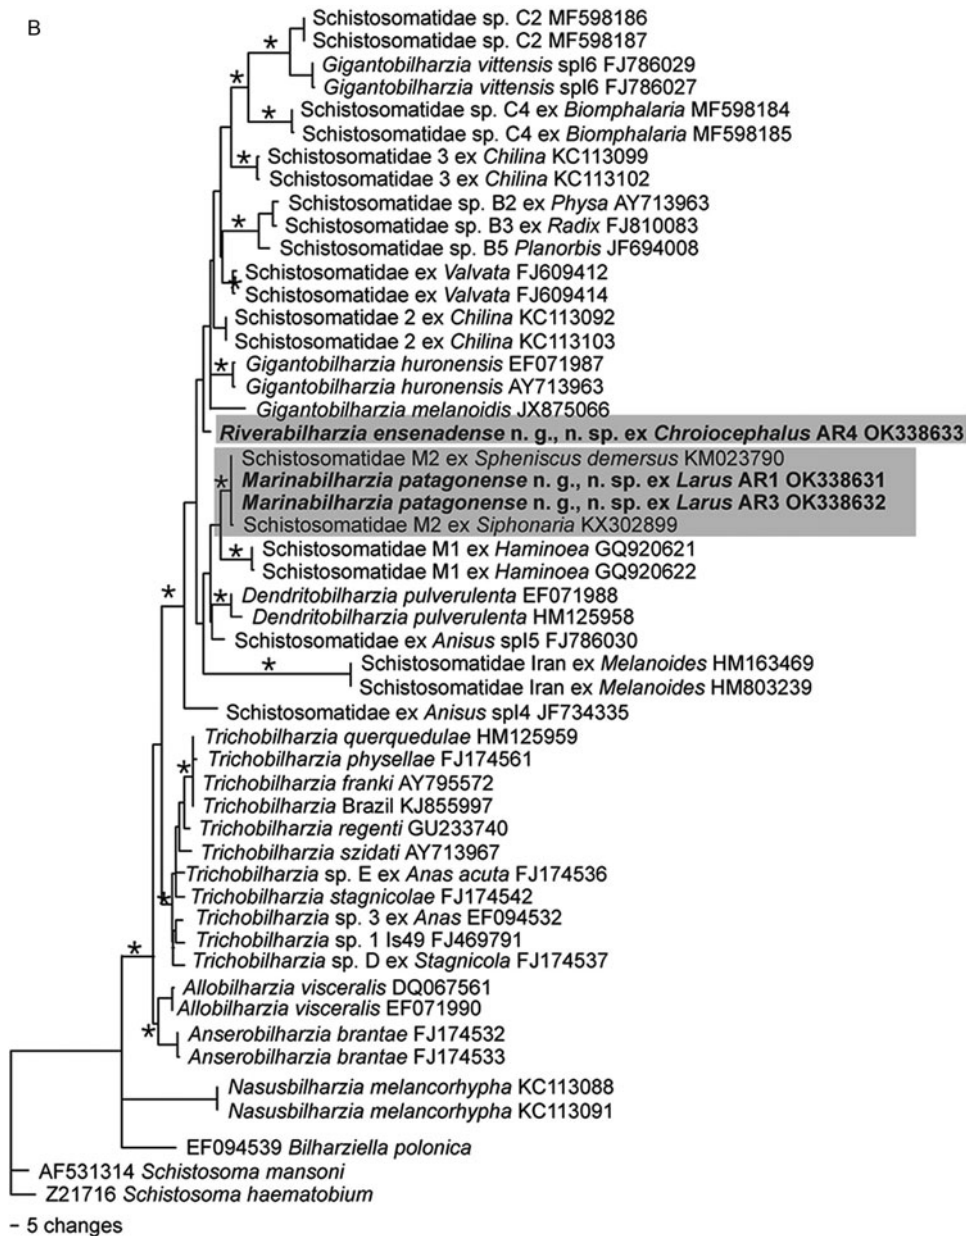 B
Schistosomatidae sp. C2 MF598186
Schistosomatidae sp. C2 MF598187
Gigantobilharzia vittensis spI6 FJ786029
Gigantobilharzia vittensis spI6 FJ786027
Schistosomatidae sp. C4 ex Biomphalaria MF598184
Schistosomatidae sp. C4 ex Biomphalaria MF598185
Schistosomatidae 3 ex Chilina KC113099
Schistosomatidae 3 ex Chilina KC113102
Schistosomatidae sp. B2 ex Physa AY713963
Schistosomatidae sp. B3 ex Radix FJ810083
Schistosomatidae sp. B5 Planorbis JF694008
Schistosomatidae ex Valvata FJ609412
Schistosomatidae ex Valvata FJ609414
Schistosomatidae 2 ex Chilina KC113092
Schistosomatidae 2 ex Chilina KC113103
Gigantobilharzia huronensis EF071987
Gigantobilharzia huronensis AY713963
Gigantobilharzia melanoidis JX875066
Riverabilharzia ensenadense n. g., n. sp. ex Chroiocephalus AR4 OK338633
Schistosomatidae M2 ex Spheniscus demersus KM023790
Marinabilharzia patagonense n. g., n. sp. ex Larus AR1 OK338631
Marinabilharzia patagonense n. g., n. sp. ex Larus AR3 OK338632
Schistosomatidae M2 ex Siphonaria KX302899
Schistosomatidae M1 ex Haminoea GQ920621
Schistosomatidae M1 ex Haminoea GQ920622
Dendritobilharzia pulverulenta EF071988
Dendritobilharzia pulverulenta HM125958
Schistosomatidae ex Anisus spI5 FJ786030
Schistosomatidae Iran ex Melanoides HM163469
Schistosomatidae Iran ex Melanoides HM803239
Schistosomatidae ex Anisus spI4 JF734335
Trichobilharzia querquedulae HM125959
Trichobilharzia physellae FJ174561
Trichobilharzia franki AY795572
Trichobilharzia Brazil KJ855997
Trichobilharzia regenti GU233740
Trichobilharzia szidati AY713967
Trichobilharzia sp. E ex Anas acuta FJ174536
Trichobilharzia stagnicolae FJ174542
Trichobilharzia sp. 3 ex Anas EF094532
Trichobilharzia sp. 1 Is49 FJ469791
Trichobilharzia sp. D ex Stagnicola FJ174537
Allobilharzia visceralis DQ067561
Allobilharzia visceralis EF071990
Anserobilharzia brantae FJ174532
Anserobilharzia brantae FJ174533
Nasusbilharzia melancorhypha KC113088
Nasusbilharzia melancorhypha KC113091
EF094539 Bilharziella polonica
AF531314 Schistosoma mansoni
Z21716 Schistosoma haematobium
5 changes